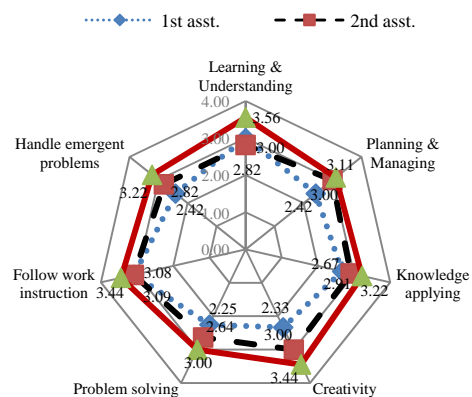 1st asst. 2nd asst.
Learning &
Understanding
4.00
3.56
3.00
3.00
2.82
2.00
1.00
0.00
Planning &
Managing
3.11
3.00
2.42
Knowledge
applying
2.67
2.91
3.22
Creativity
2.33
3.00
3.44
Problem solving
2.25
2.64
3.00
Follow work
instruction
3.08
3.09
3.44
Handle emergent
problems
3.22
2.82
2.42